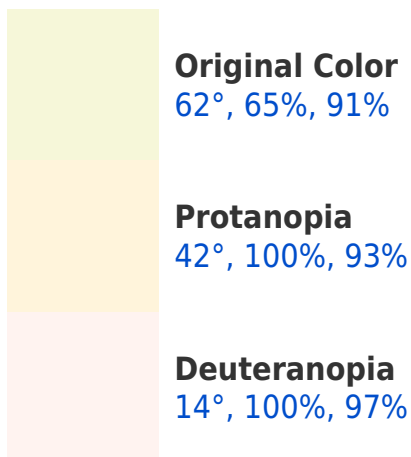 Original Color
62°, 65%, 91%
Protanopia
42°, 100%, 93%
Deuteranopia
14°, 100%, 97%